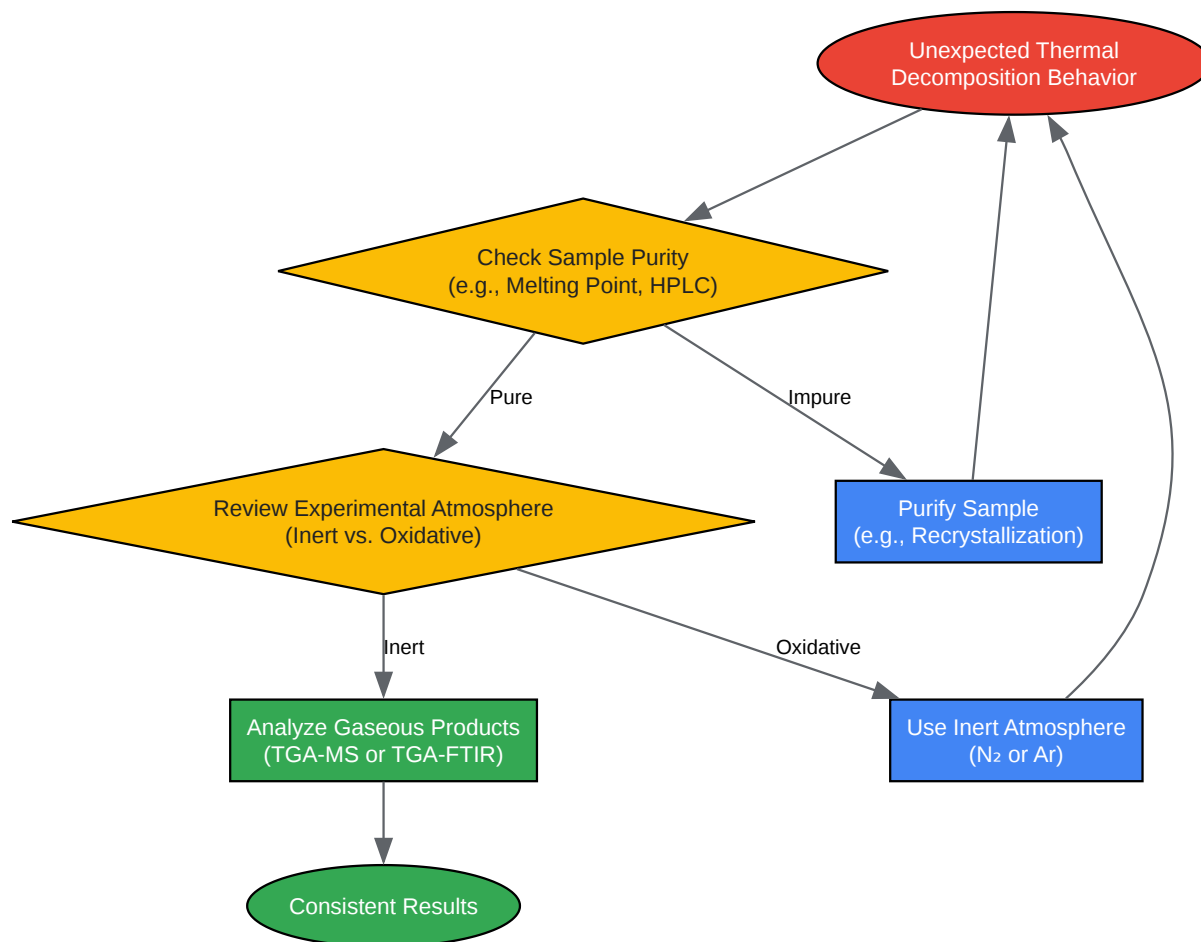 Unexpected Thermal
Decomposition Behavior
Check Sample Purity
(e.g., Melting Point, HPLC)
Pure
Impure
Review Experimental Atmosphere
(Inert vs. Oxidative)
Purify Sample
(e.g., Recrystallization)
Inert
Oxidative
Analyze Gaseous Products
(TGA-MS or TGA-FTIR)
Use Inert Atmosphere
(N₂ or Ar)
Consistent Results